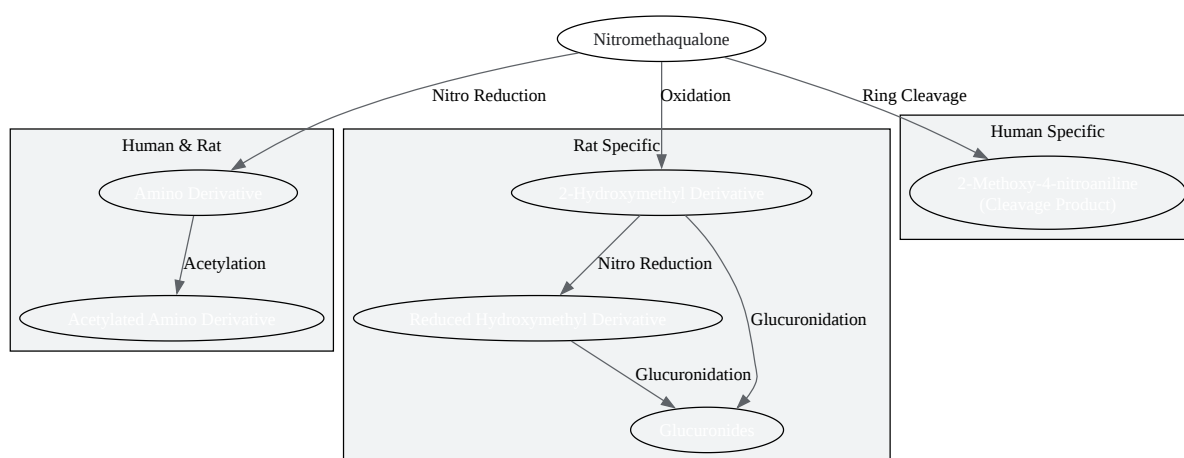 Nitromethaqualone
Nitro Reduction
Oxidation
Ring Cleavage
Human & Rat
Rat Specific
Human Specific
Amino Derivative
2-Hydroxymethyl Derivative
2-Methoxy-4-nitroaniline
(Cleavage Product)
Acetylation
Nitro Reduction
Acetylated Amino Derivative
Reduced Hydroxymethyl Derivative
Glucuronidation
Glucuronidation
Glucuronides